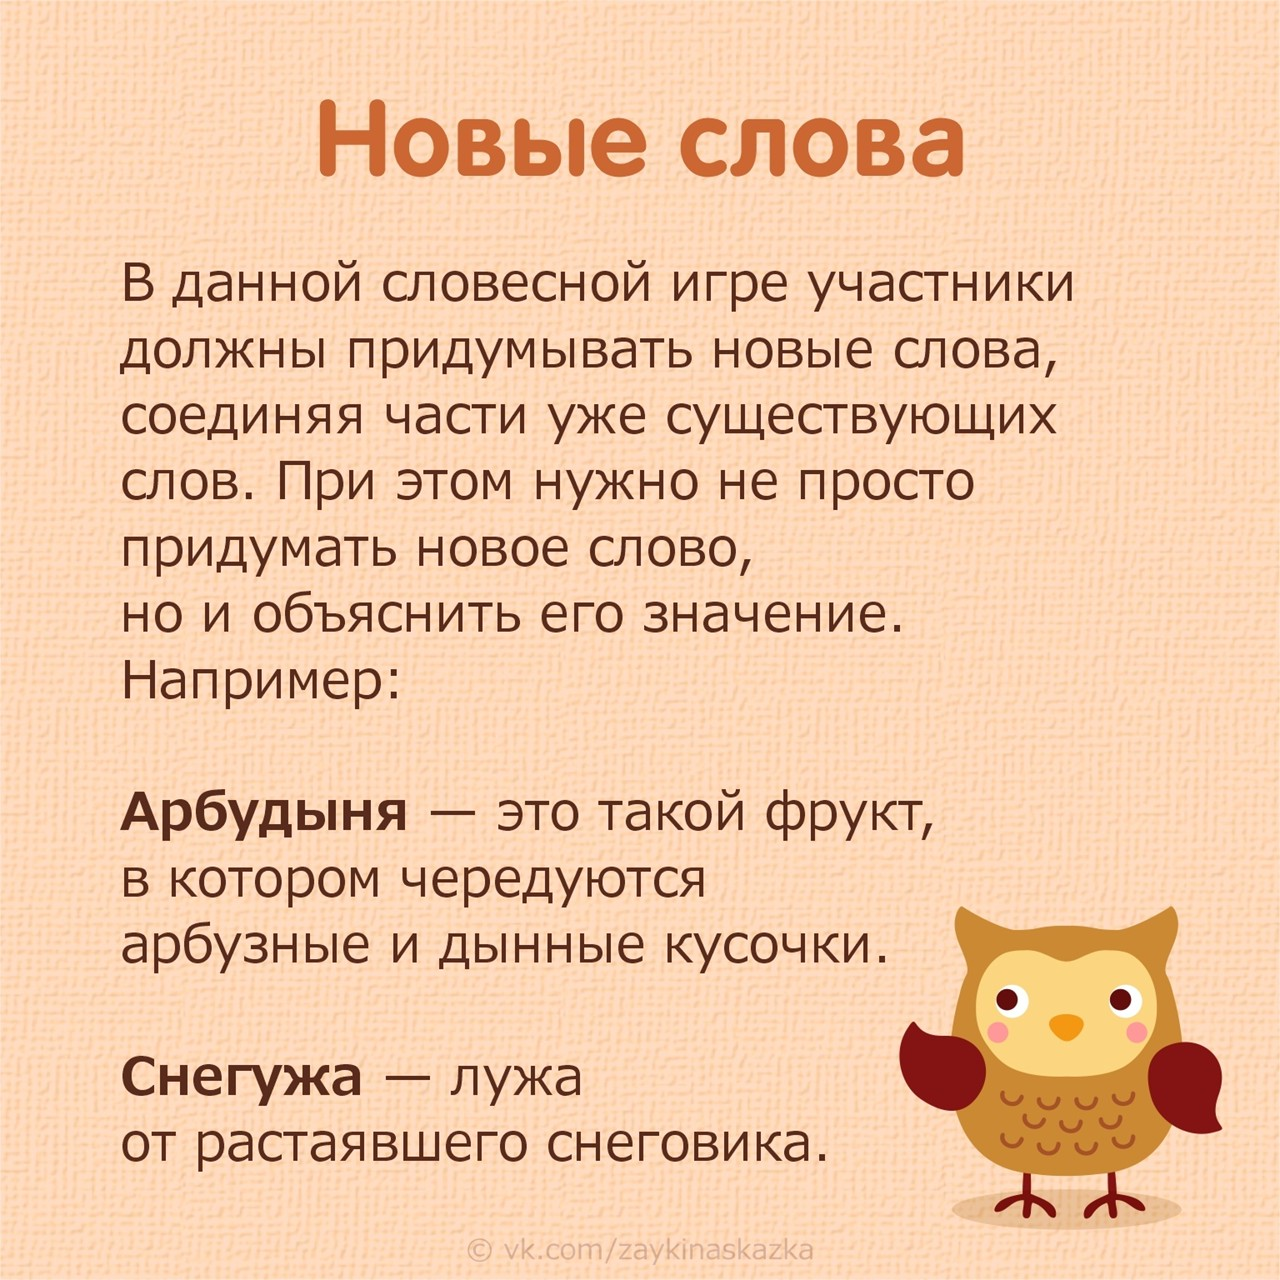 Новые слова
В данной словесной игре участники
должны придумывать новые слова,
соединяя части уже существующих
слов. При этом нужно не просто
придумать новое слово,
но и объяснить его значение.
Например:
Арбудыня — это такой фрукт,
в котором чередуются
арбузные и дынные кусочки.
Снегужа — лужа
от растаявшего снеговика.
© vk.com/zaykinaskazka